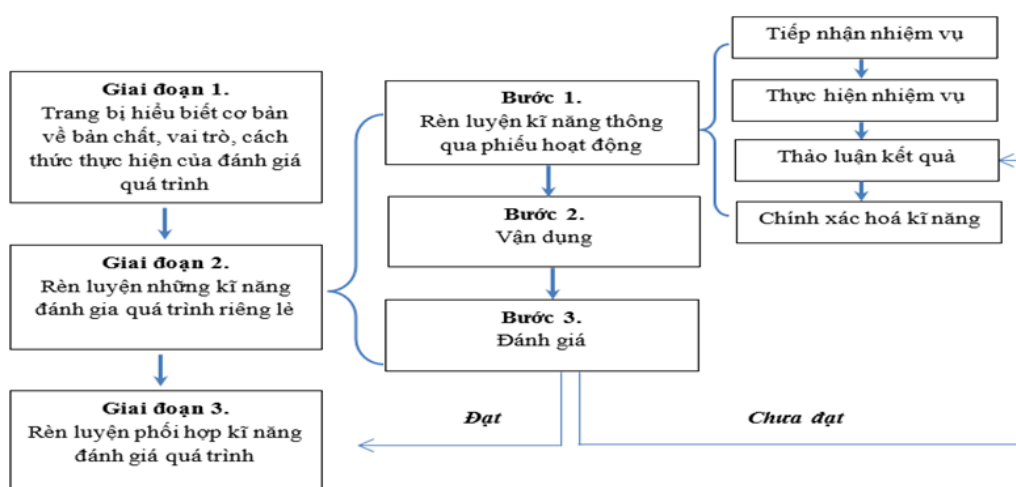 Giai đoạn 1.
Trang bị hiểu biết cơ bản
về bản chất, vai trò, cách
thức thực hiện của đánh giá
quá trình
Giai đoạn 2.
Rèn luyện những kĩ năng
đánh gia quá trình riêng lẻ
Giai đoạn 3.
Rèn luyện phối hợp kĩ năng
đánh giá quá trình
Bước 1.
Rèn luyện kĩ năng thông
qua phiếu hoạt động
Bước 2.
Vận dụng
Bước 3.
Đánh giá
Tiếp nhận nhiệm vụ
Thực hiện nhiệm vụ
Thảo luận kết quả
Chính xác hoá kĩ năng
Đạt
Chưa đạt